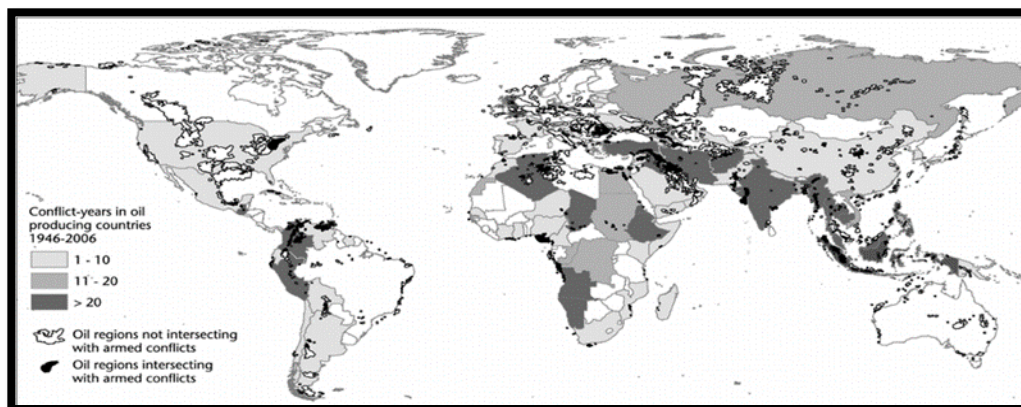 Conflict-years in oil
producing countries
1946-2006
1 - 10
11 - 20
> 20
Oil regions not intersecting
with armed conflicts
Oil regions intersecting
with armed conflicts